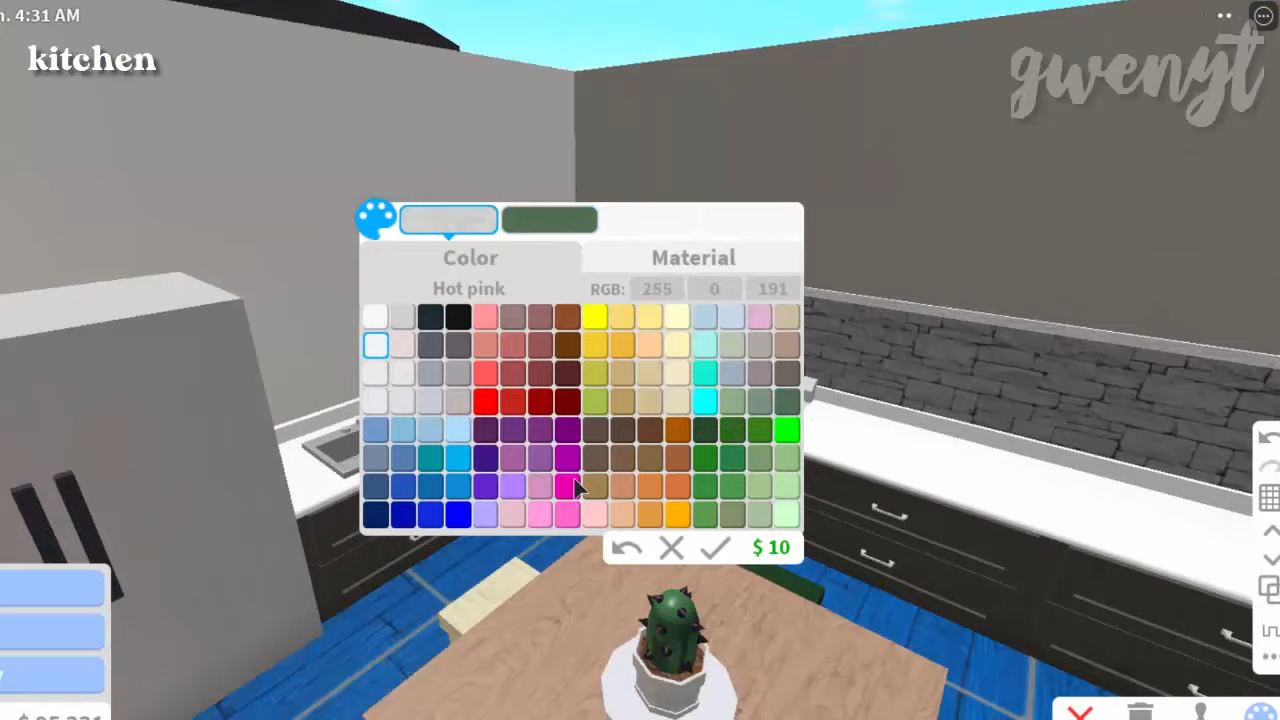 n. 4:31 AM
kitchen
gwenyt
Color
Material
Hot pink
RGB: 255 0 191
$ 10